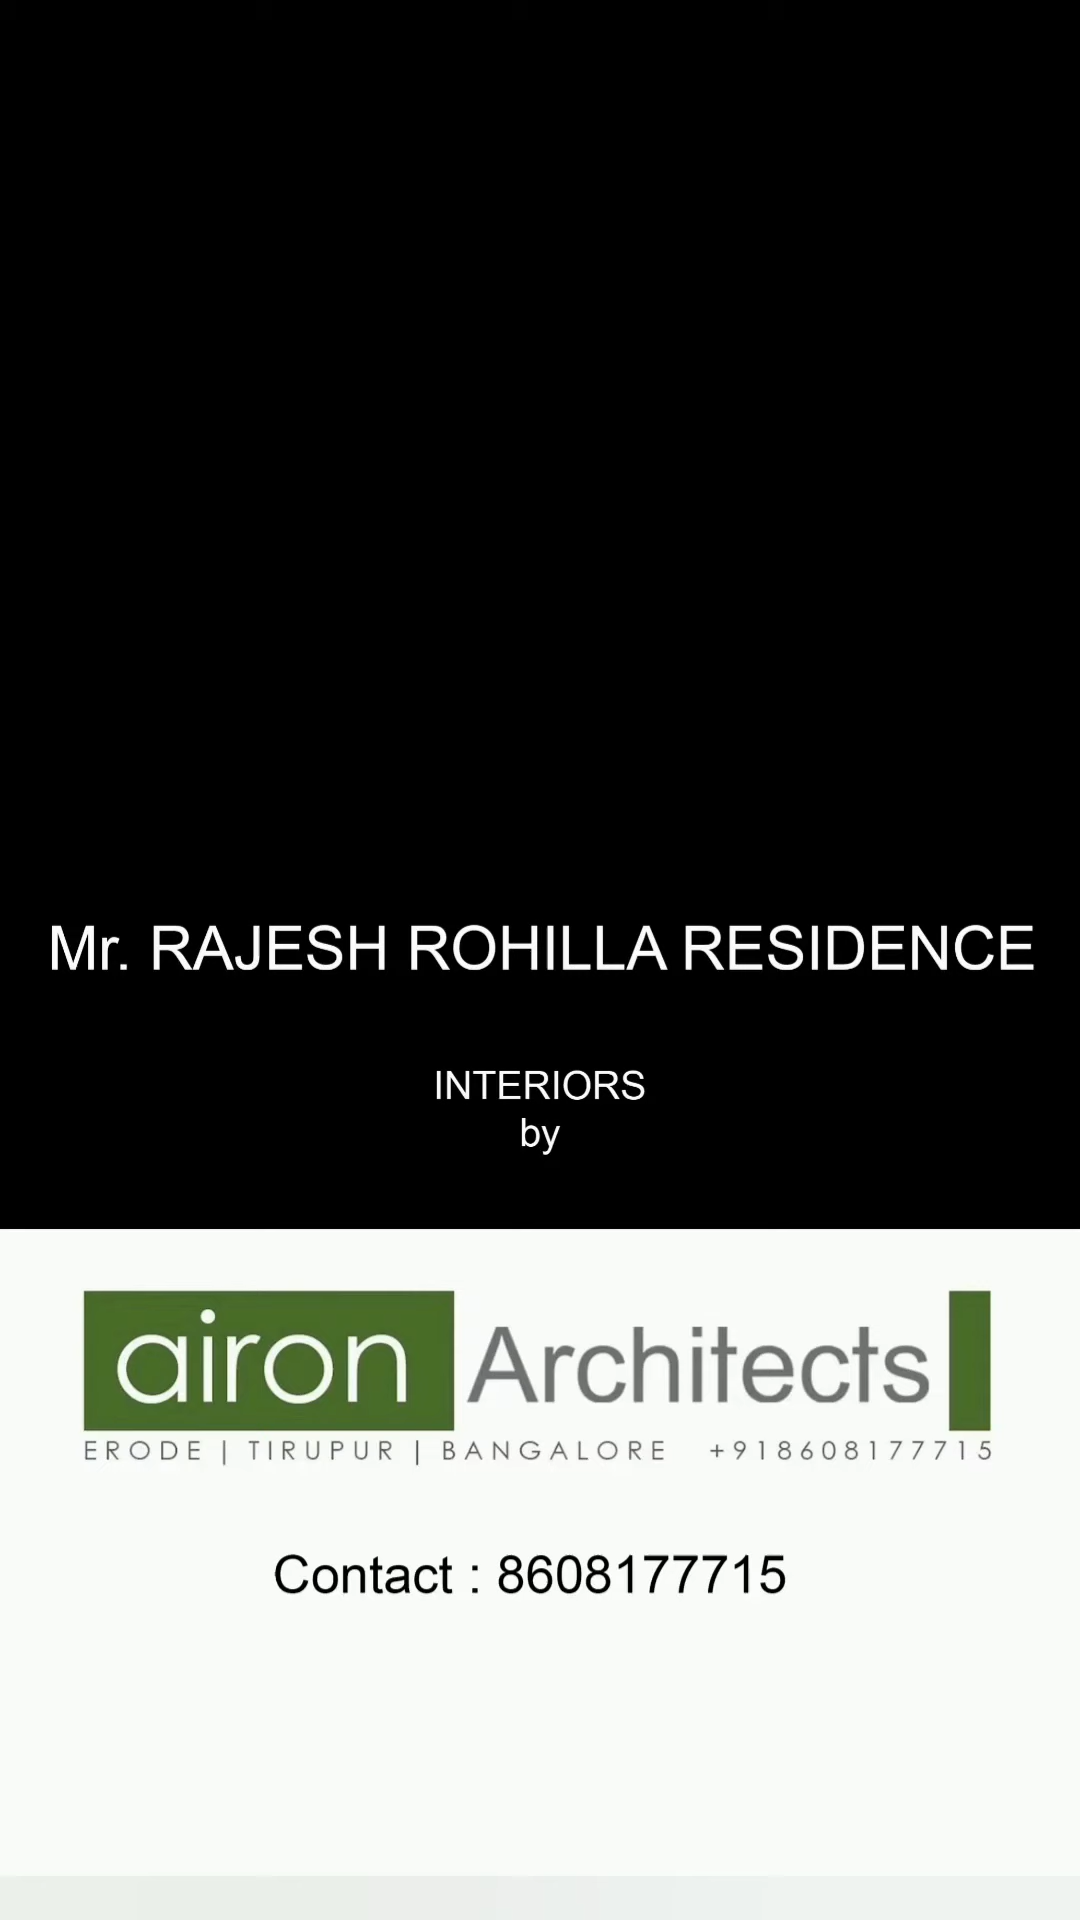 Mr. RAJESH ROHILLA RESIDENCE
INTERIORS
by
airon Architects
ERODE | TIRUPUR | BANGALORE +918608177715
Contact : 8608177715